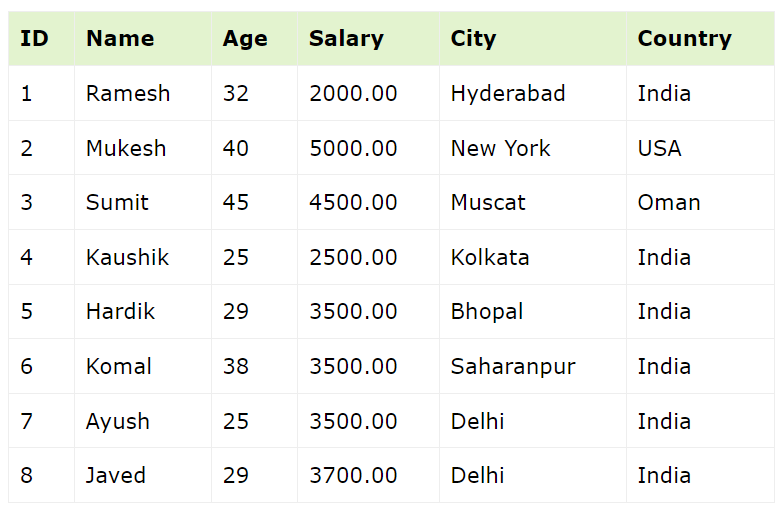 ID Name Age Salary City Country
1 Ramesh 32 2000.00 Hyderabad India
2 Mukesh 40 5000.00 New York USA
3 Sumit 45 4500.00 Muscat Oman
4 Kaushik 25 2500.00 Kolkata India
5 Hardik 29 3500.00 Bhopal India
6 Komal 38 3500.00 Saharanpur India
7 Ayush 25 3500.00 Delhi India
8 Javed 29 3700.00 Delhi India